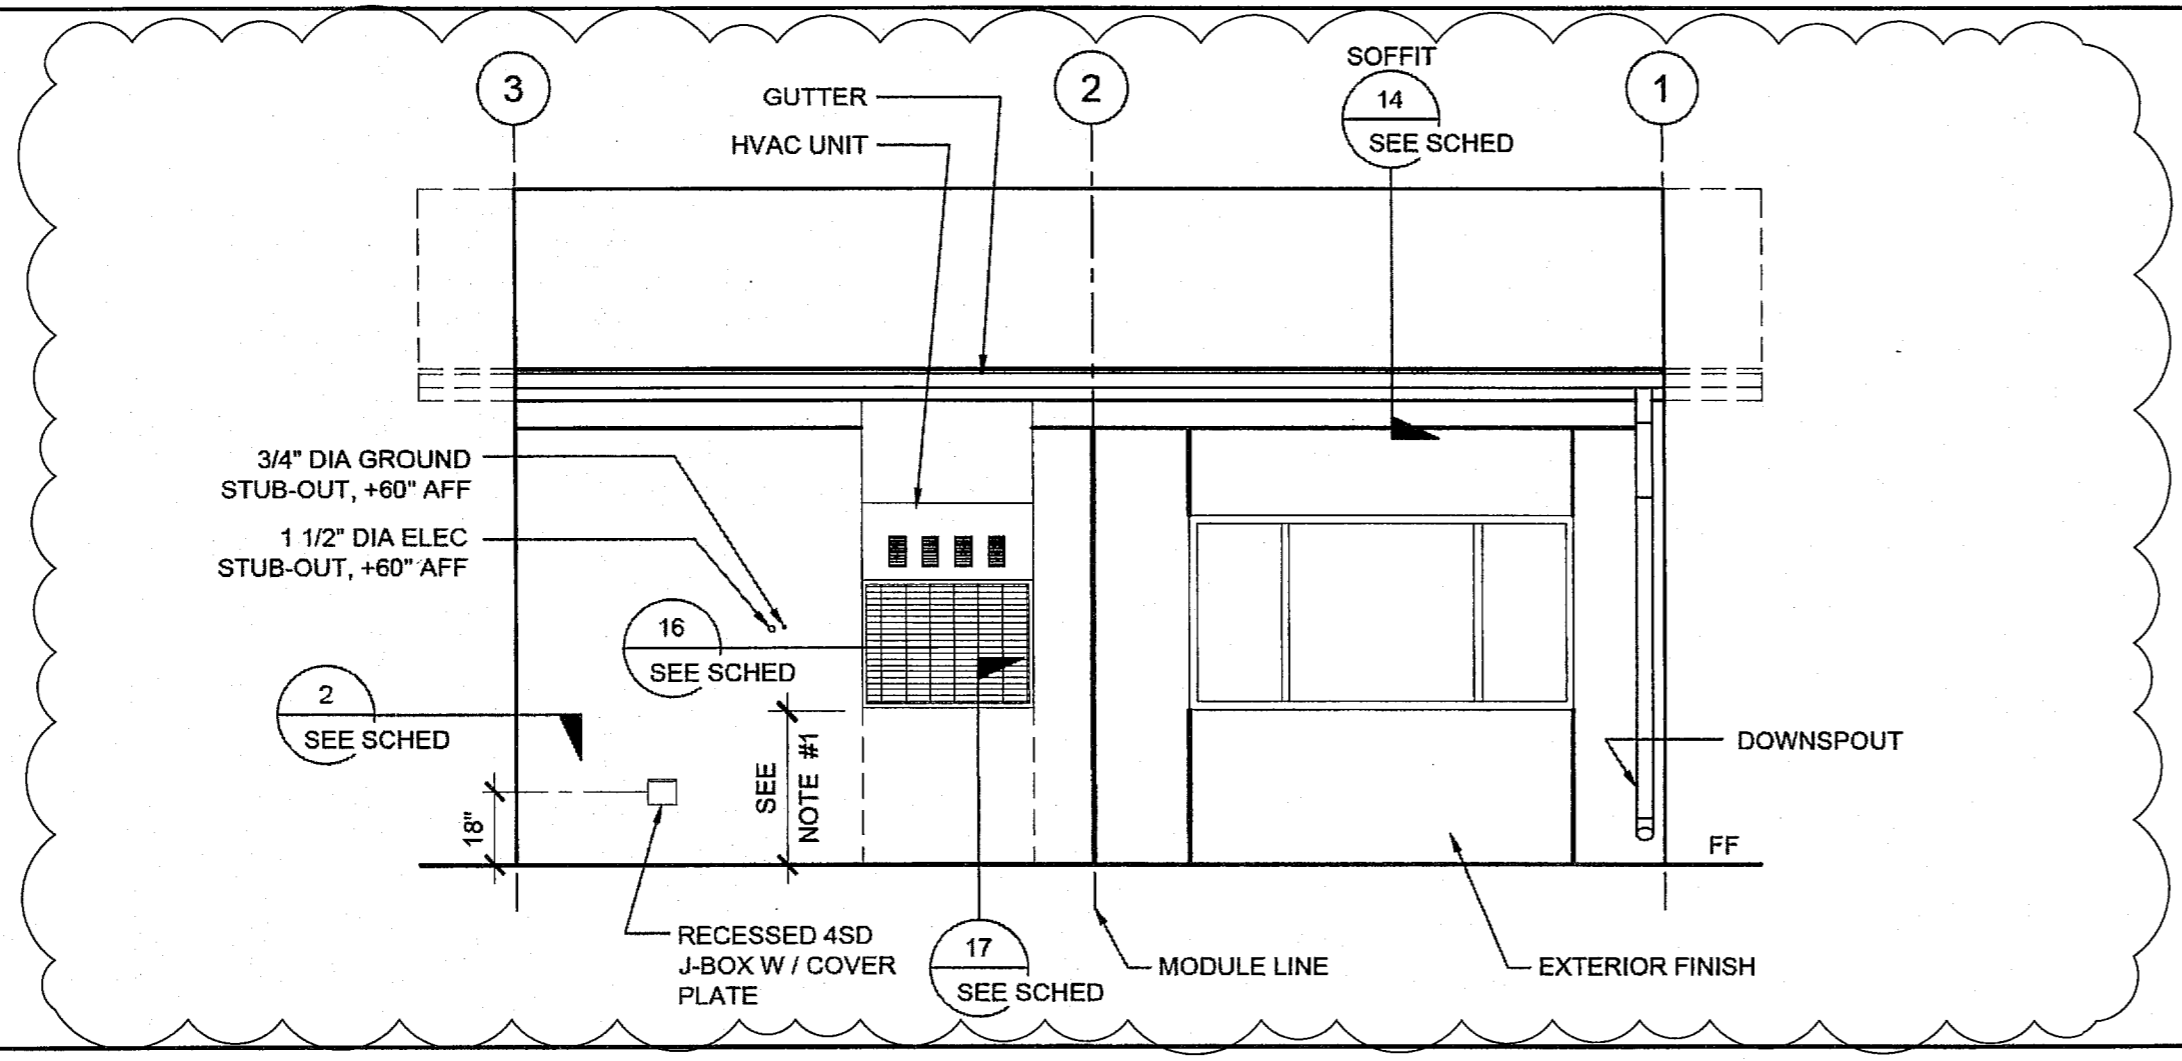 3
2
1
SOFFIT
14
SEE SCHED
GUTTER
HVAC UNIT
3/4" DIA GROUND
STUB-OUT, +60" AFF
1 1/2" DIA ELEC
STUB-OUT, +60" AFF
16
SEE SCHED
2
SEE SCHED
18"
SEE
NOTE #1
DOWNSPOUT
FF
RECESSED 4SD
J-BOX W / COVER
PLATE
17
SEE SCHED
MODULE LINE
EXTERIOR FINISH